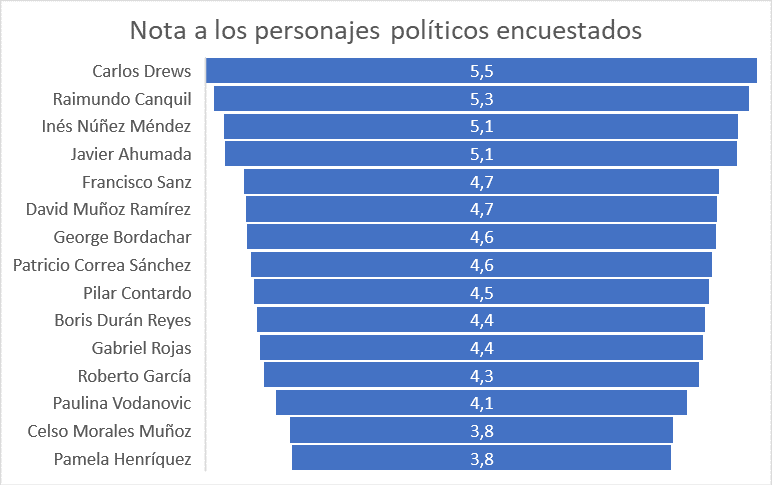 Nota a los personajes políticos encuestados
Carlos Drews 5,5
Raimundo Canquil 5,3
Inés Núñez Méndez 5,1
Javier Ahumada 5,1
Francisco Sanz 4,7
David Muñoz Ramírez 4,7
George Bordachar 4,6
Patricio Correa Sánchez 4,6
Pilar Contardo 4,5
Boris Durán Reyes 4,4
Gabriel Rojas 4,4
Roberto García 4,3
Paulina Vodanovic 4,1
Celso Morales Muñoz 3,8
Pamela Henríquez 3,8